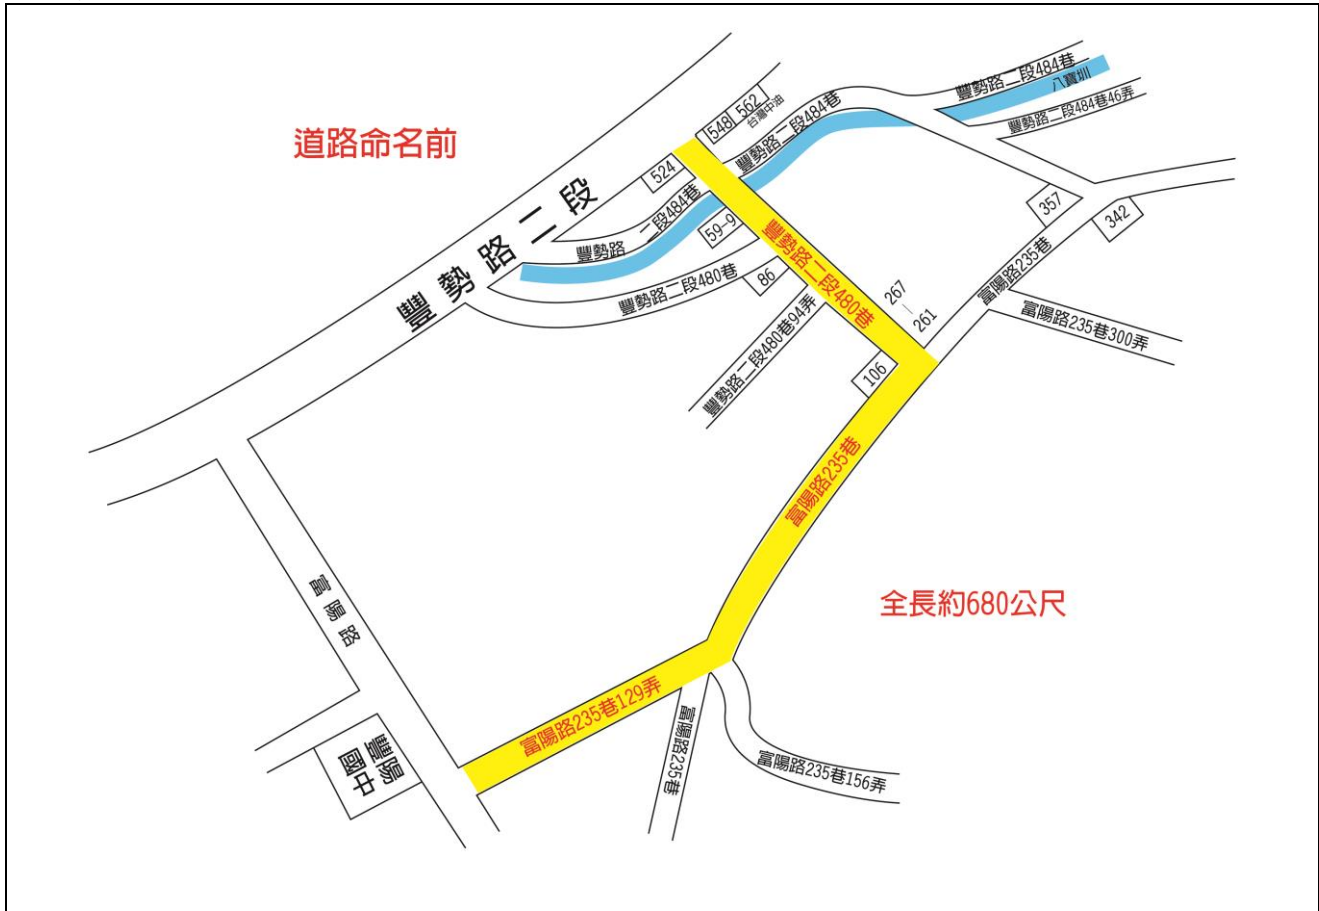 道路命名前
豐勢路二段
548
562
台灣中油
524
豐勢路二段484巷
豐勢路二段484巷
八寶圳
豐勢路二段484巷46弄
豐勢路 二段484巷
59-9
豐勢路二段480巷
86
豐勢路二段480巷
豐勢路二段480巷94弄
267
|
261
357
342
富陽路235巷
富陽路235巷300弄
106
富陽路235巷
全長約680公尺
富陽路
富陽路235巷129弄
富陽路235巷
富陽路235巷156弄
豐陽
國中